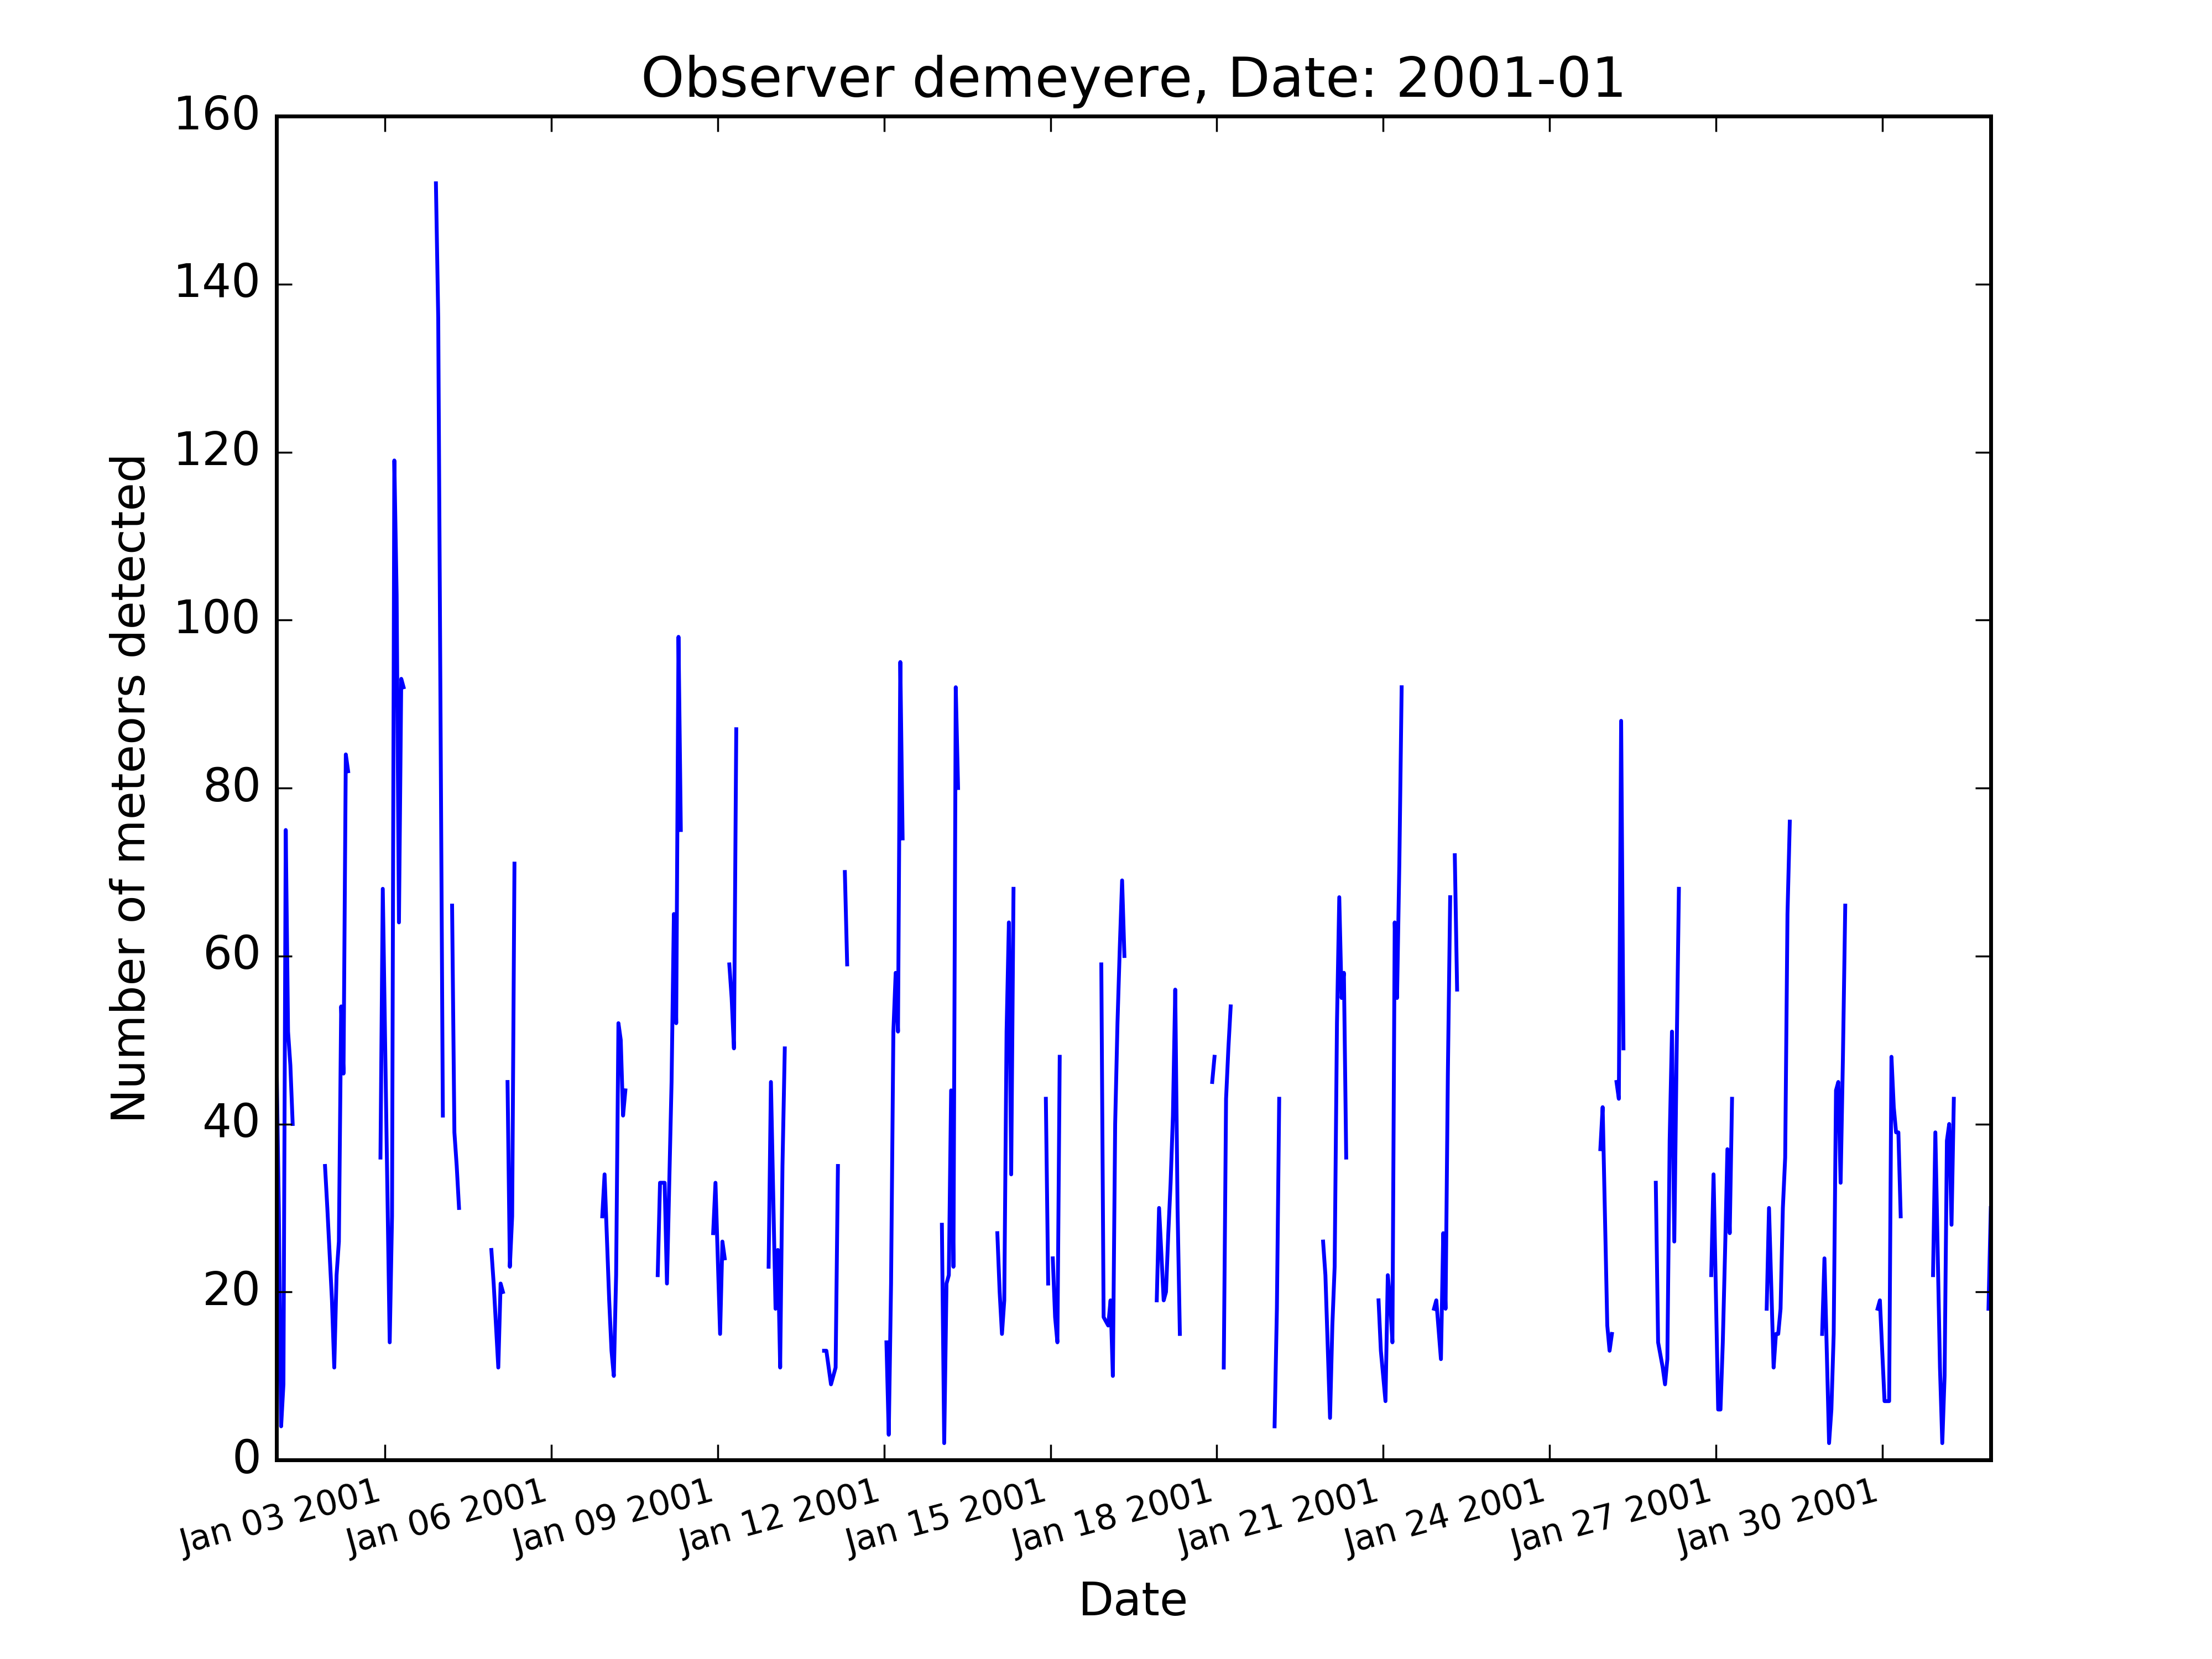 Observer demeyere, Date: 2001-01
Number of meteors detected
160
140
120
100
80
60
40
20
0
Jan 03 2001
Jan 06 2001
Jan 09 2001
Jan 12 2001
Jan 15 2001
Jan 18 2001
Jan 21 2001
Jan 24 2001
Jan 27 2001
Jan 30 2001
Date